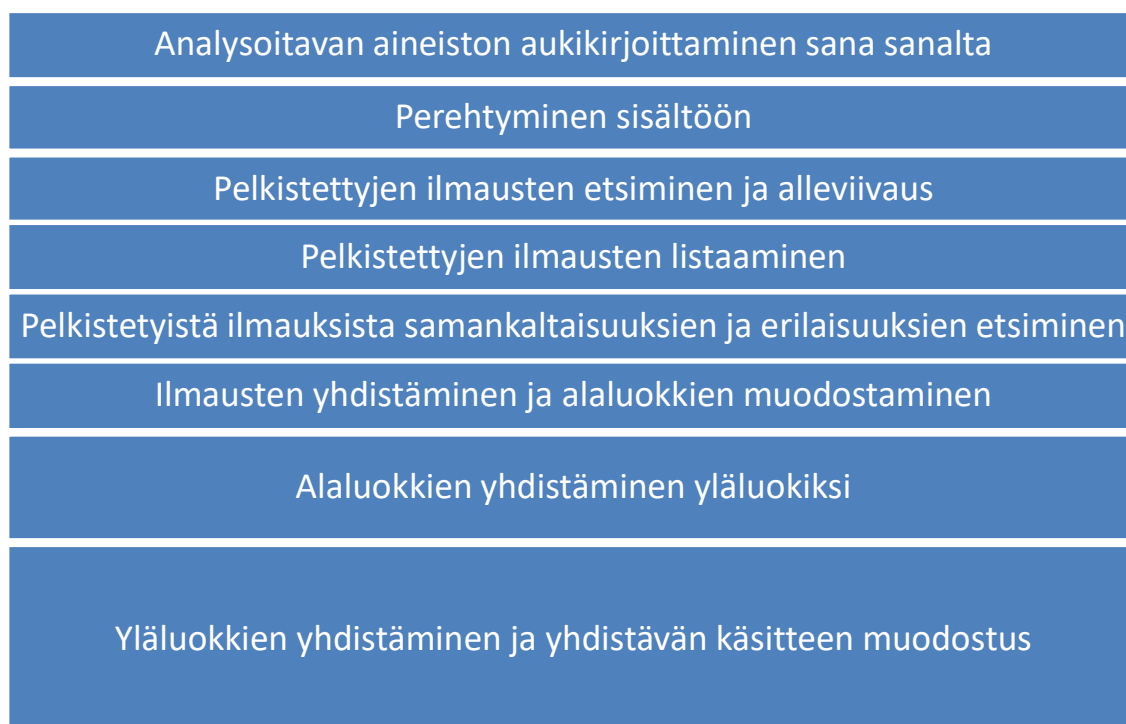 Analysoitavan aineiston aukikirjoittaminen sana sanalta
Perehtyminen sisältöön
Pelkistettyjen ilmausten etsiminen ja alleviivaus
Pelkistettyjen ilmausten listaaminen
Pelkistetyistä ilmauksista samankaltaisuuksien ja erilaisuuksien etsiminen
Ilmausten yhdistäminen ja alaluokkien muodostaminen
Alaluokkien yhdistäminen yläluokiksi
Yläluokkien yhdistäminen ja yhdistävän käsitteen muodostus